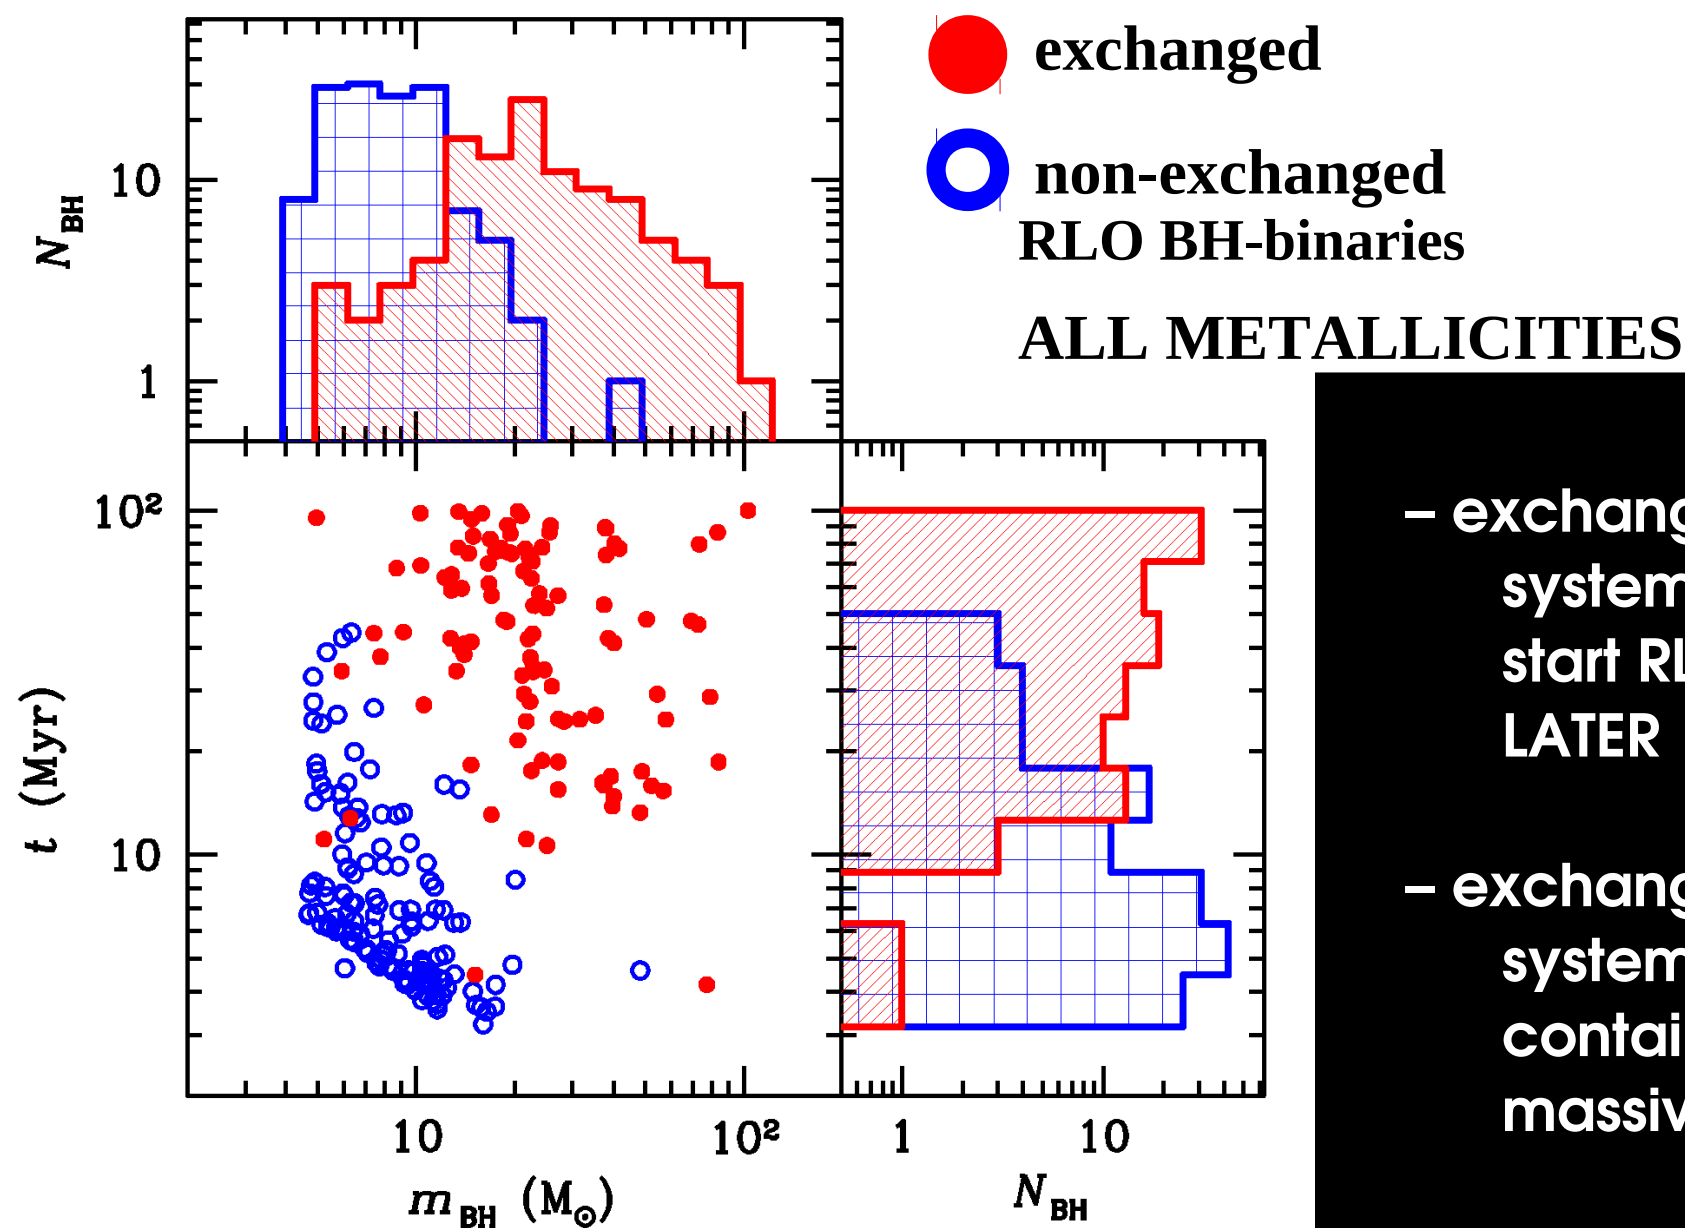 exchanged
non-exchanged
RLO BH-binaries
ALL METALLICITIES
N_BH
10
1
10²
10
t (Myr)
10
10²
m_BH (M_⊙)
1
10
N_BH
– exchang
system
start RL
LATER
– exchang
system
contai
massiv